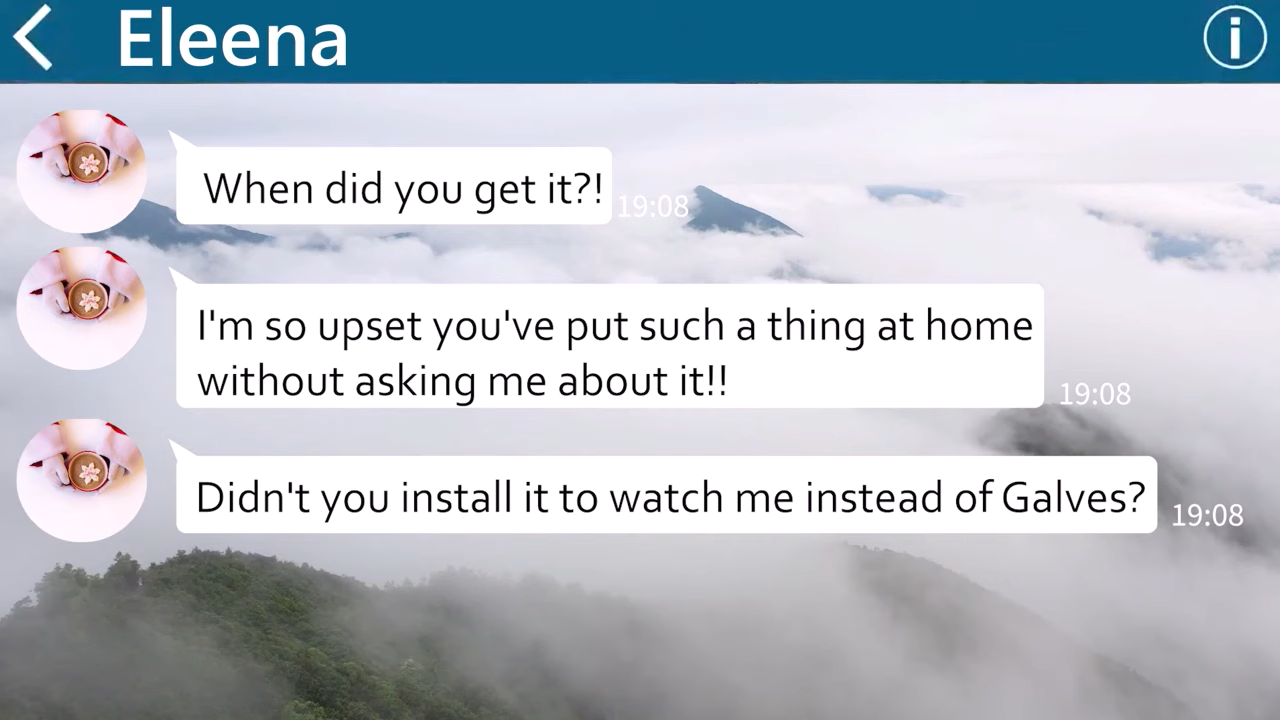 Eleena
i
When did you get it?!
19:08
I'm so upset you've put such a thing at home
without asking me about it!!
19:08
Didn't you install it to watch me instead of Galves?
19:08